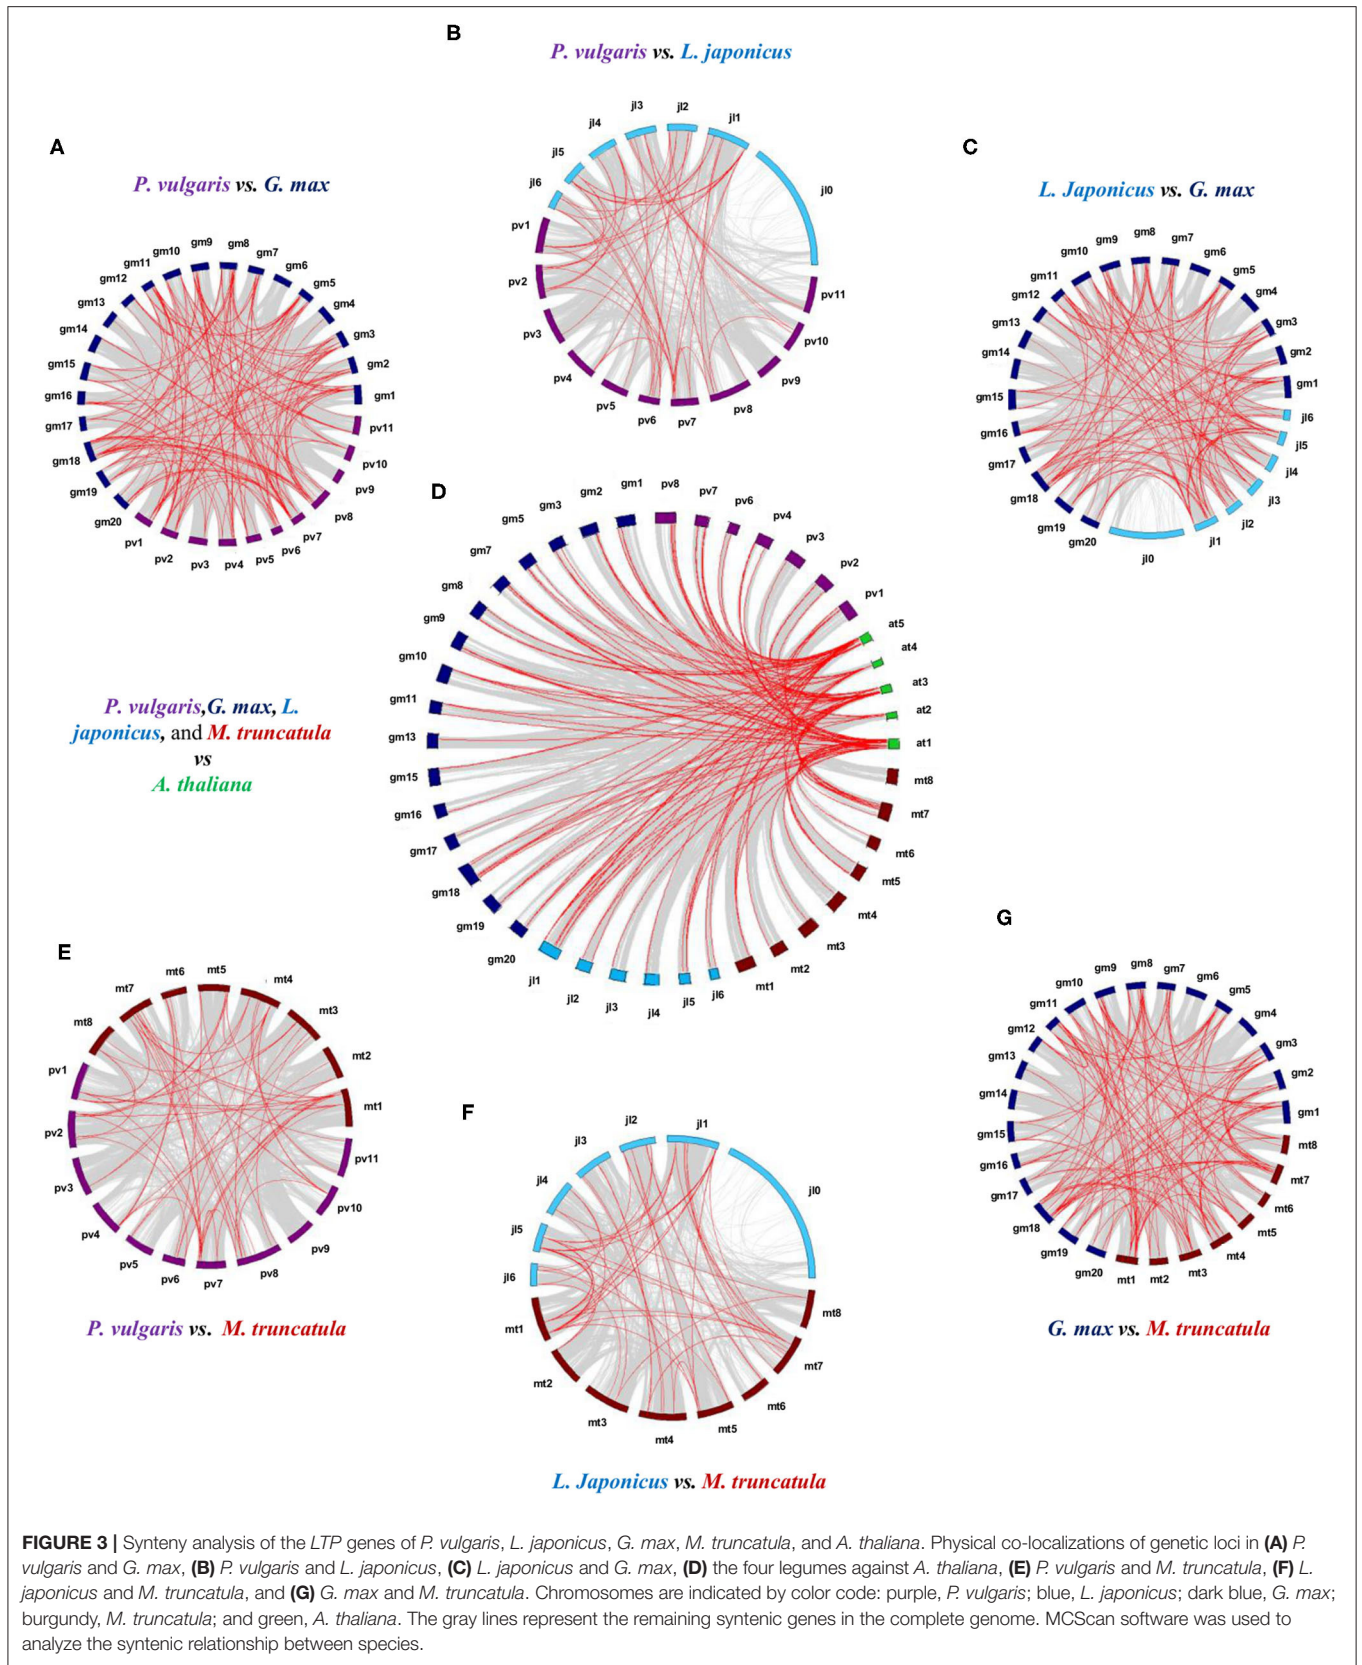 B
P. vulgaris vs. L. japonicus
jl3
jl2
jl1
jl4
jl5
jl6
jl0
pv1
pv2
pv3
pv4
pv5
pv6
pv7
pv8
pv9
pv10
pv11
A
P. vulgaris vs. G. max
gm9
gm8
gm10
gm7
gm11
gm6
gm12
gm5
gm13
gm4
gm14
gm3
gm15
gm2
gm16
gm1
gm17
pv11
gm18
pv10
gm19
pv9
gm20
pv8
pv1
pv7
pv2
pv3
pv4
pv5
pv6
C
L. Japonicus vs. G. max
gm8
gm9
gm7
gm10
gm6
gm11
gm5
gm12
gm4
gm13
gm3
gm14
gm2
gm15
gm1
gm16
jl6
gm17
jl5
gm18
jl4
gm19
jl3
gm20
jl2
jl0
jl1
D
gm1
pv8
pv7
gm2
pv6
gm3
pv4
gm5
pv3
gm7
pv2
gm8
pv1
gm9
at5
gm10
at4
gm11
at3
gm13
at2
gm15
at1
gm16
mt8
gm17
mt7
gm18
mt6
gm19
mt5
gm20
mt4
jl1
mt3
jl2
mt2
jl3
mt1
jl4
jl5
jl6
P. vulgaris,G. max, L.
japonicus, and M. truncatula
vs
A. thaliana
E
mt5
mt6
mt4
mt7
mt3
mt8
mt2
pv1
mt1
pv2
pv11
pv3
pv10
pv4
pv9
pv5
pv8
pv6
pv7
P. vulgaris vs. M. truncatula
F
jl1
jl2
jl3
jl4
jl0
jl5
jl6
mt8
mt1
mt7
mt2
mt6
mt3
mt5
mt4
L. Japonicus vs. M. truncatula
G
gm8
gm9
gm7
gm10
gm6
gm11
gm5
gm12
gm4
gm13
gm3
gm14
gm2
gm15
gm1
gm16
mt8
gm17
mt7
gm18
mt6
gm19
mt5
gm20
mt4
mt1
mt2
mt3
G. max vs. M. truncatula
FIGURE 3 | Synteny analysis of the LTP genes of P. vulgaris, L. japonicus, G. max, M. truncatula, and A. thaliana. Physical co-localizations of genetic loci in (A) P.
vulgaris and G. max, (B) P. vulgaris and L. japonicus, (C) L. japonicus and G. max, (D) the four legumes against A. thaliana, (E) P. vulgaris and M. truncatula, (F) L.
japonicus and M. truncatula, and (G) G. max and M. truncatula. Chromosomes are indicated by color code: purple, P. vulgaris; blue, L. japonicus; dark blue, G. max;
burgundy, M. truncatula; and green, A. thaliana. The gray lines represent the remaining syntenic genes in the complete genome. MCScan software was used to
analyze the syntenic relationship between species.